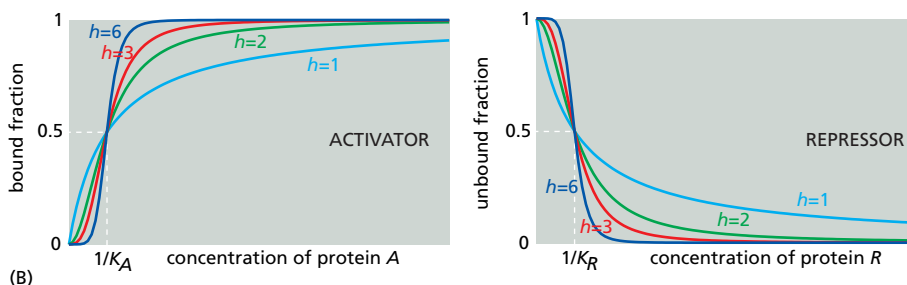 bound fraction
1
0.5
0
h=6
h=3
h=2
h=1
ACTIVATOR
1/KA
concentration of protein A
unbound fraction
1
0.5
0
h=6
h=3
h=2
h=1
REPRESSOR
1/KR
concentration of protein R
(B)